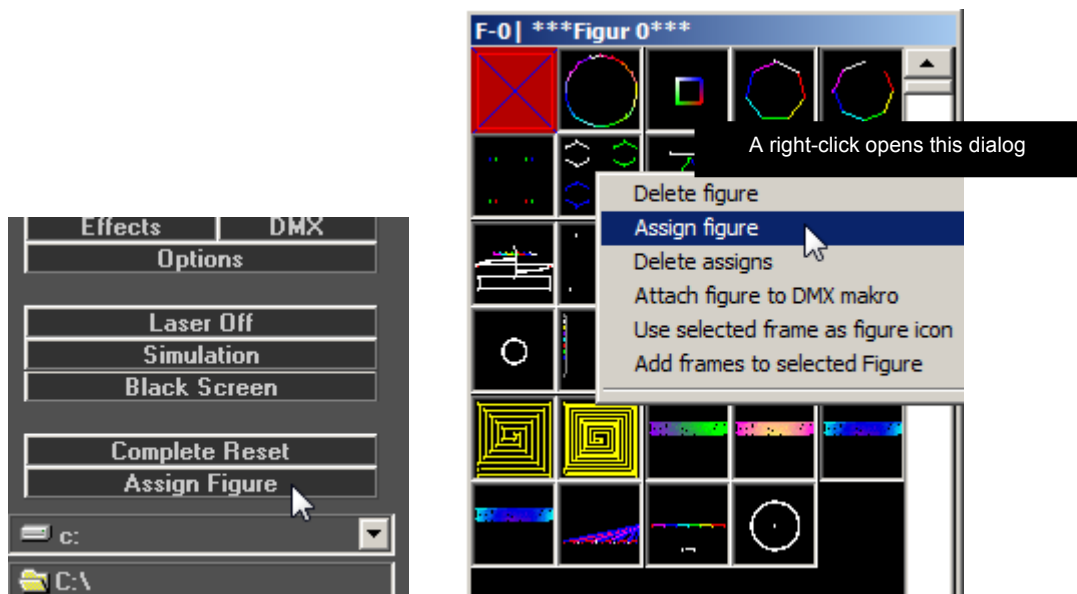 F-0| ***Figur 0***
A right-click opens this dialog
Delete figure
Assign figure
Delete assigns
Attach figure to DMX makro
Use selected frame as figure icon
Add frames to selected Figure
Effects DMX
Options
Laser Off
Simulation
Black Screen
Complete Reset
Assign Figure
c:
C:\